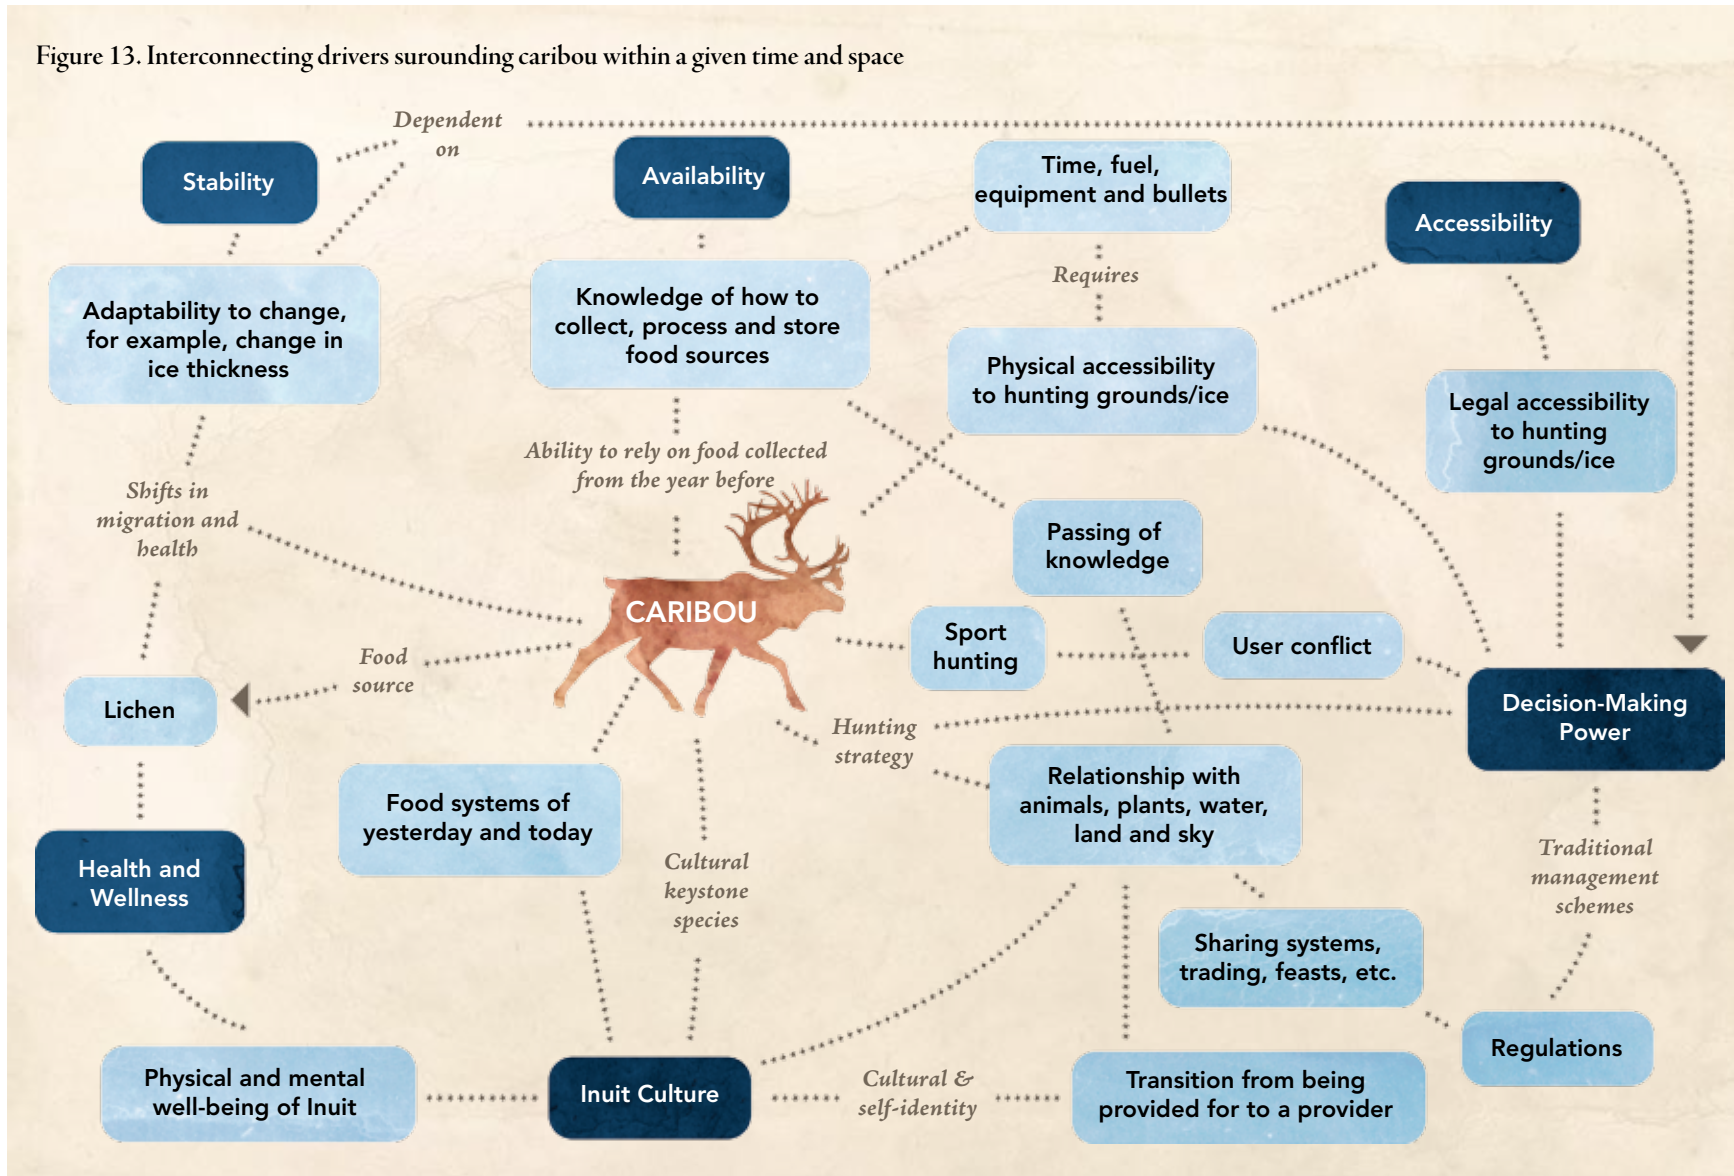 Figure 13. Interconnecting drivers surounding caribou within a given time and space
Dependent
on
Stability
Availability
Time, fuel,
equipment and bullets
Accessibility
Requires
Adaptability to change,
for example, change in
ice thickness
Knowledge of how to
collect, process and store
food sources
Physical accessibility
to hunting grounds/ice
Legal accessibility
to hunting
grounds/ice
Ability to rely on food collected
from the year before
Shifts in
migration and
health
Passing of
knowledge
CARIBOU
Sport
hunting
User conflict
Food
source
Lichen
Hunting
strategy
Decision-Making
Power
Food systems of
yesterday and today
Relationship with
animals, plants, water,
land and sky
Health and
Wellness
Cultural
keystone
species
Traditional
management
schemes
Sharing systems,
trading, feasts, etc.
Regulations
Physical and mental
well-being of Inuit
Inuit Culture
Cultural &
self-identity
Transition from being
provided for to a provider